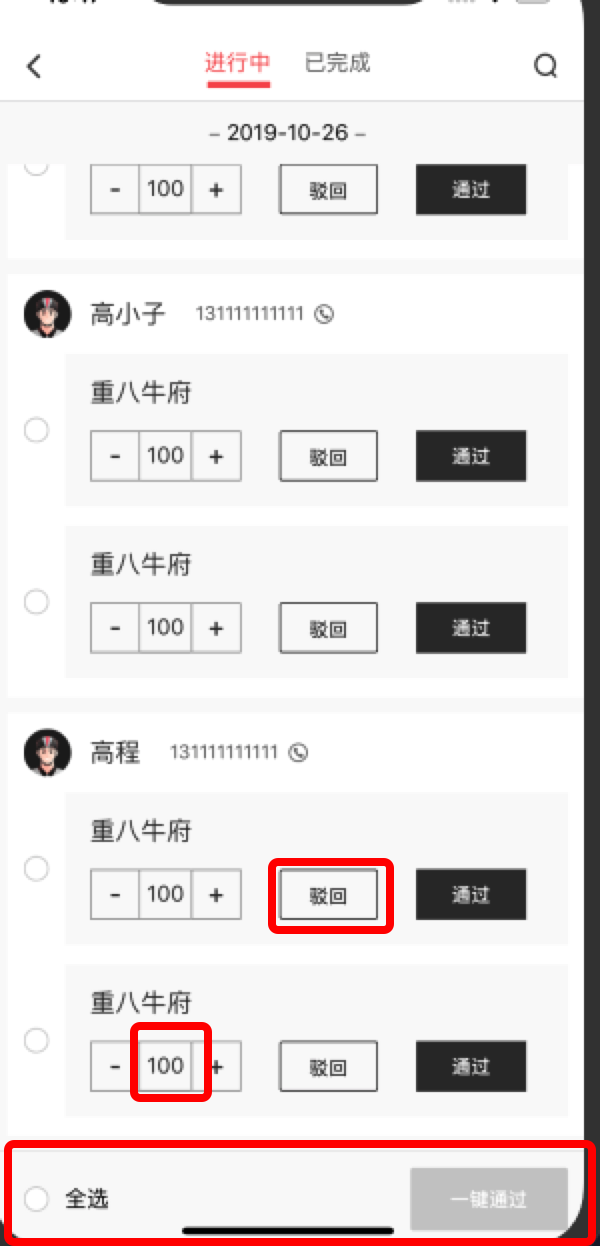 进行中 已完成
– 2019-10-26 –
- 100 + 驳回 通过
高小子 131111111111
重八牛府
- 100 + 驳回 通过
重八牛府
- 100 + 驳回 通过
高程 131111111111
重八牛府
- 100 + 驳回 通过
重八牛府
- 100 + 驳回 通过
全选 一键通过